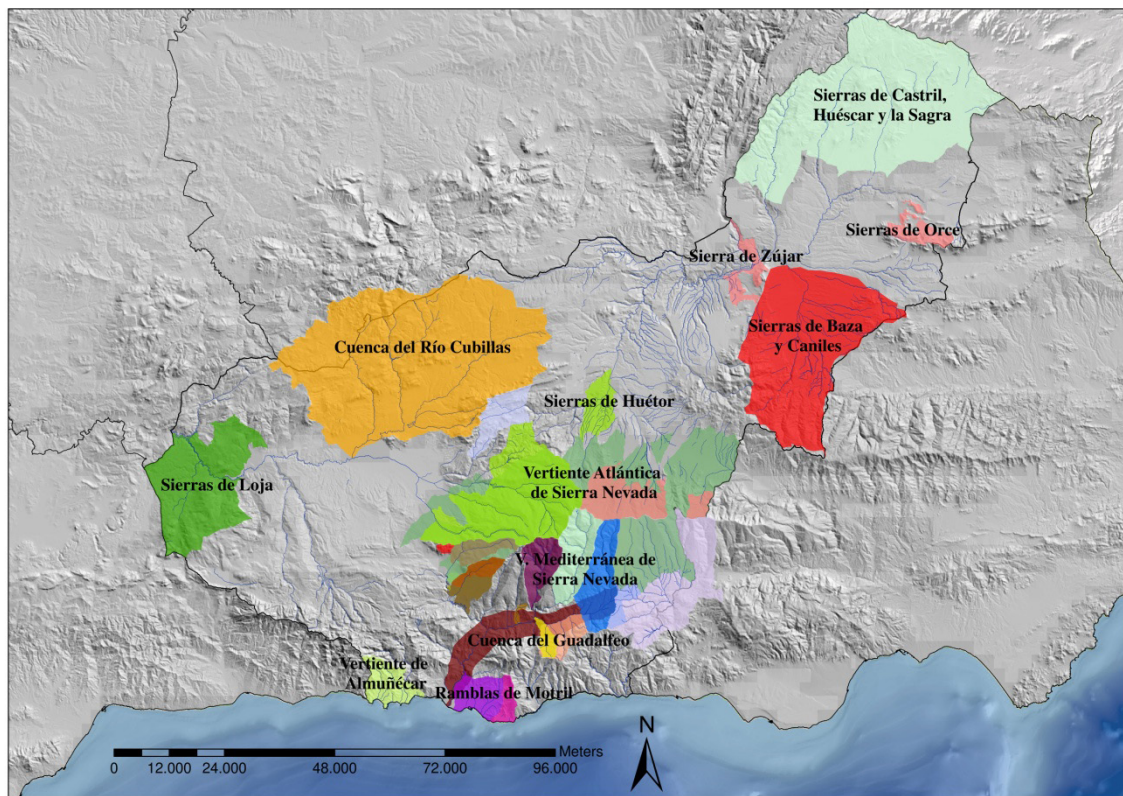 Sierras de Castril,
Huéscar y la Sagra
Sierras de Orce
Sierra de Zújar
Sierras de Baza
y Caniles
Cuenca del Río Cubillas
Sierras de Huétor
Sierras de Loja
Vertiente Atlántica
de Sierra Nevada
V. Mediterránea de
Sierra Nevada
Cuenca del Guadalfeo
Vertiente de
Almuñécar
Ramblas de Motril
N
Meters
0 12.000 24.000 48.000 72.000 96.000